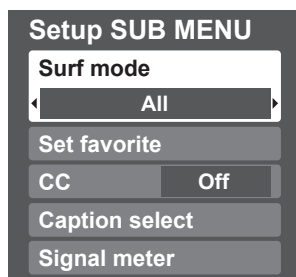 Setup SUB MENU
Surf mode
All
Set favorite
CC Off
Caption select
Signal meter